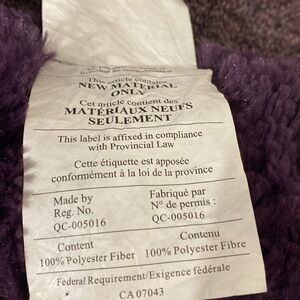 This article contains
NEW MATERIAL
ONLY
Cet article contient des
MATÉRIAUX NEUFS
SEULEMENT
This label is affixed in compliance
with Provincial Law
Cette étiquette est apposée
conformément à la loi de la province
Made by
Reg. No.
QC-005016
Fabriqué par
N° de permis :
QC-005016
Content
100% Polyester Fiber
Contenu
100% Polyester Fibre
Federal Requirement/Exigence fédérale
CA 07043